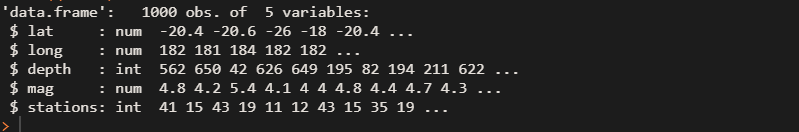 'data.frame':   1000 obs. of  5 variables:
 $ lat     : num  -20.4 -20.6 -26 -18 -20.4 ...
 $ long    : num  182 181 184 182 182 ...
 $ depth   : int  562 650 42 626 649 195 82 194 211 622 ...
 $ mag     : num  4.8 4.2 5.4 4.1 4 4 4.8 4.4 4.7 4.3 ...
 $ stations: int  41 15 43 19 11 12 43 15 35 19 ...
>